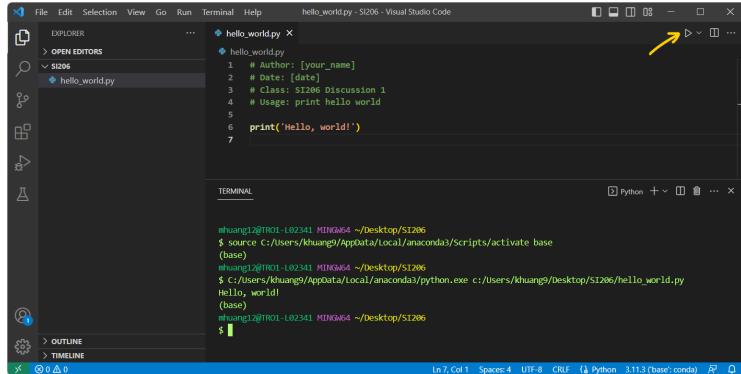 File Edit Selection View Go Run Terminal Help
hello_world.py - SI206 - Visual Studio Code
EXPLORER
OPEN EDITORS
SI206
hello_world.py
hello_world.py
hello_world.py
1 # Author: [your_name]
2 # Date: [date]
3 # Class: SI206 Discussion 1
4 # Usage: print hello world
5
6 print('Hello, world!')
7
TERMINAL
Python
mhuang12@TRO1-L02341 MINGW64 ~/Desktop/SI206
$ source C:/Users/khuang9/AppData/Local/anaconda3/Scripts/activate base
(base)
mhuang12@TRO1-L02341 MINGW64 ~/Desktop/SI206
$ C:/Users/khuang9/AppData/Local/anaconda3/python.exe c:/Users/khuang9/Desktop/SI206/hello_world.py
Hello, world!
(base)
mhuang12@TRO1-L02341 MINGW64 ~/Desktop/SI206
$
1
OUTLINE
TIMELINE
0 0 Ln 7, Col 1 Spaces: 4 UTF-8 CRLF Python 3.11.3 ('base': conda)